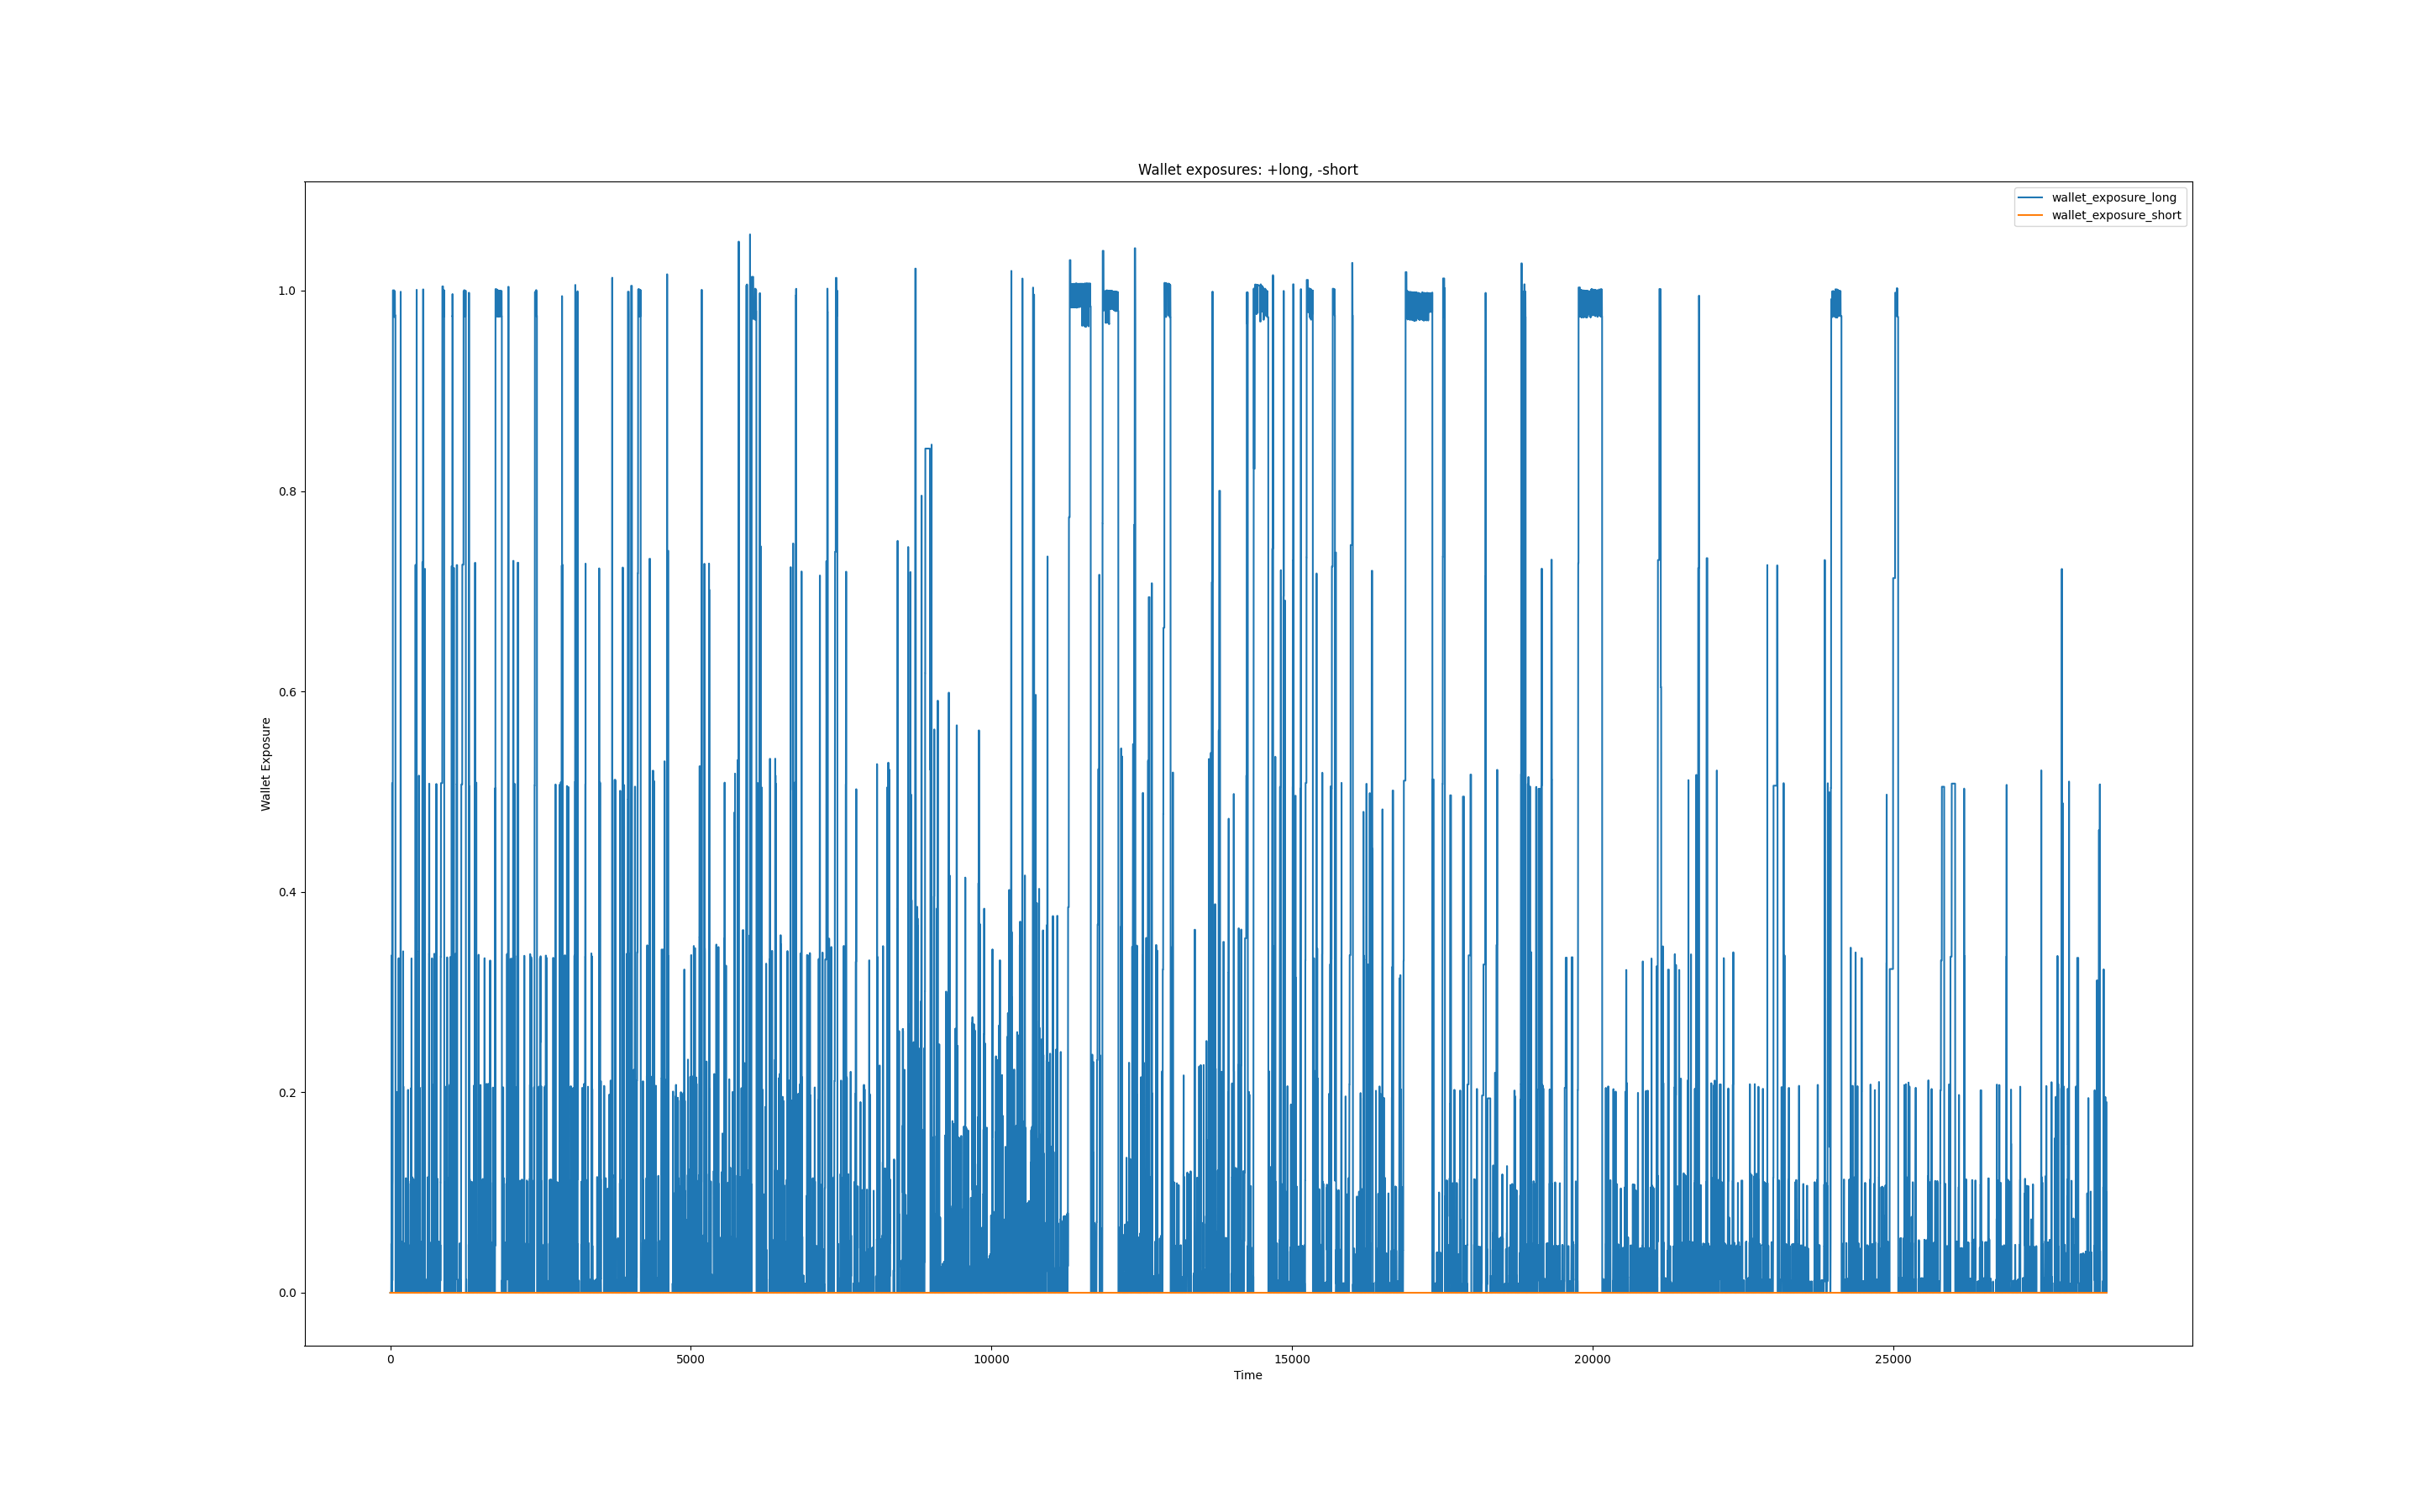 Wallet exposures: +long, -short
wallet_exposure_long
wallet_exposure_short
1.0
0.8
0.6
0.4
0.2
0.0
Wallet Exposure
0 5000 10000 15000 20000 25000
Time